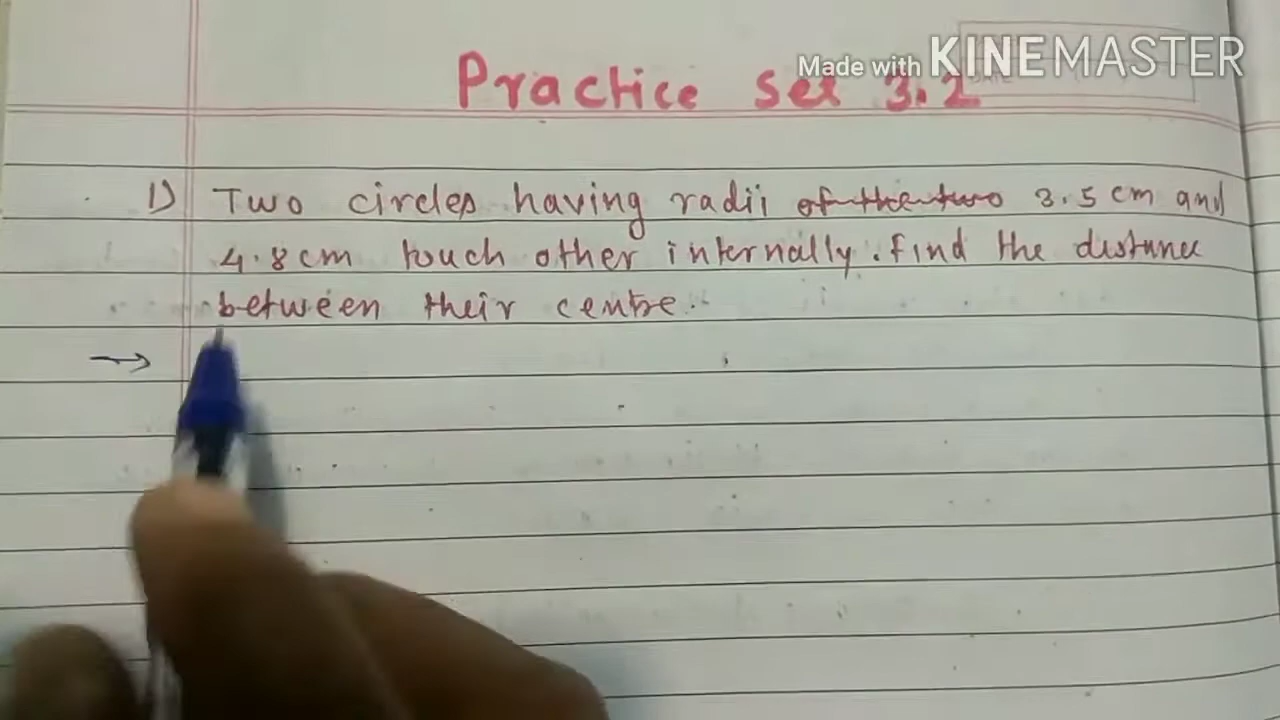 Made with KINEMASTER
Practice set 3.2
1) Two circles having radii of the two 3.5 cm and
4.8 cm touch other internally. find the distance
between their centre.
→